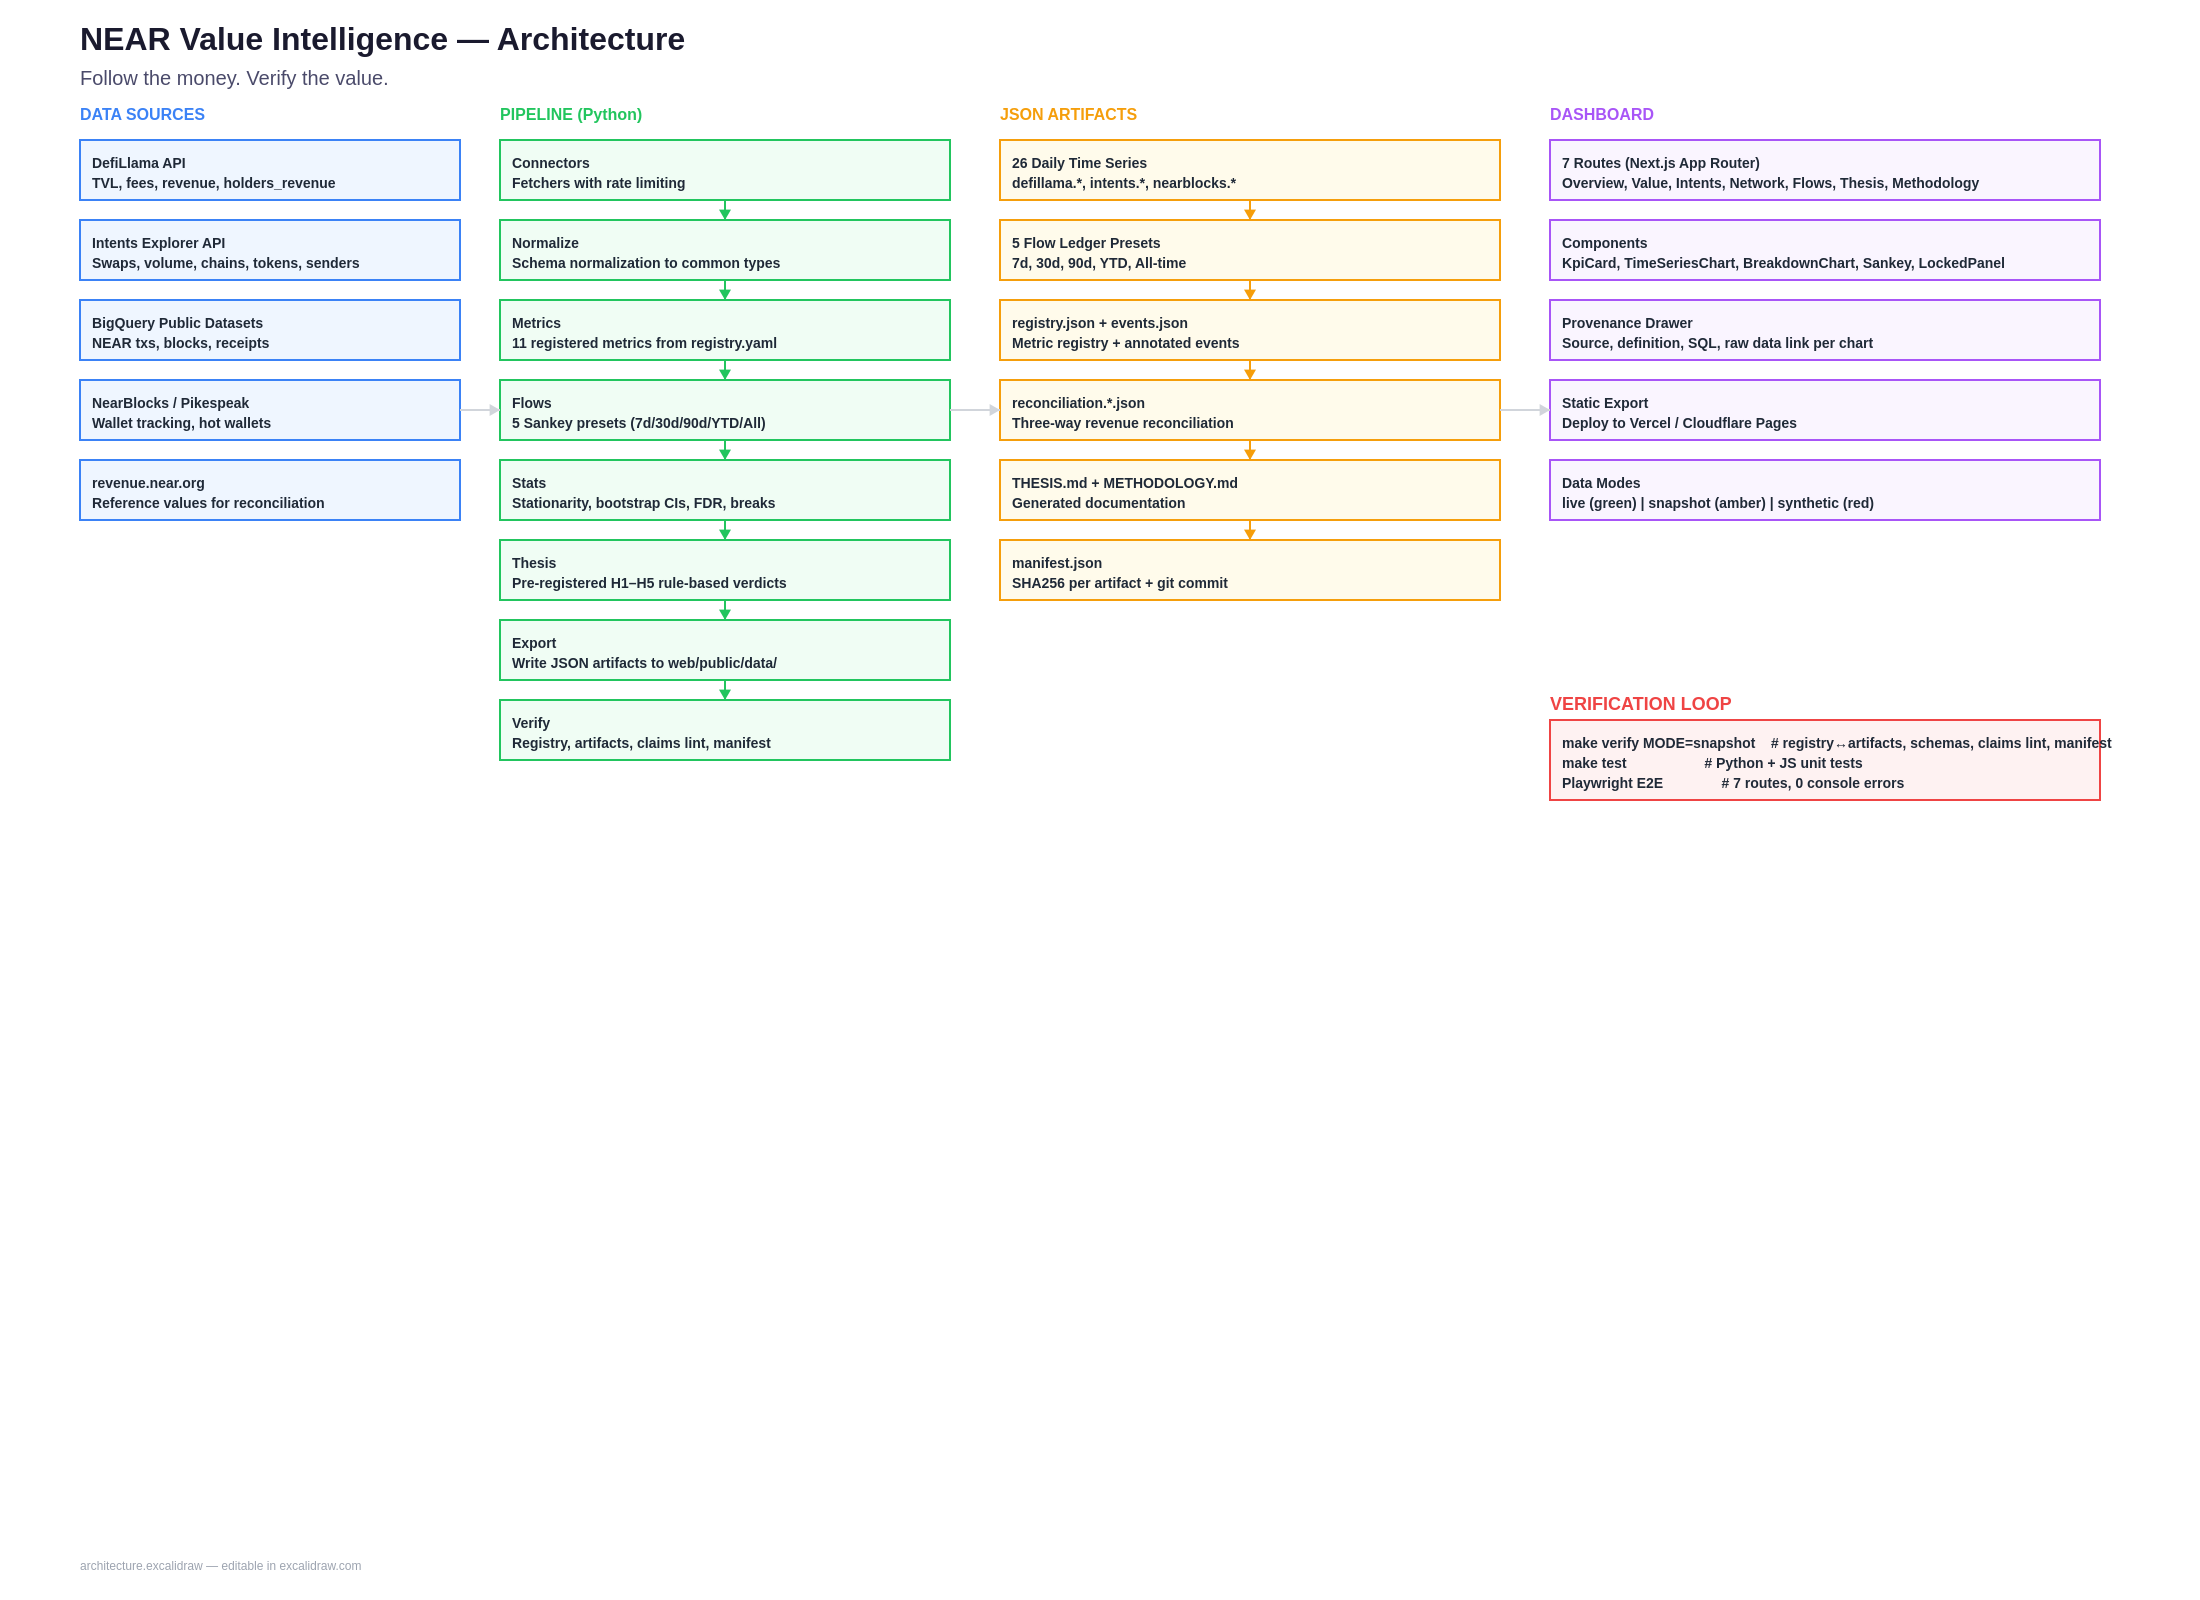 NEAR Value Intelligence — Architecture
Follow the money. Verify the value.
DATA SOURCES
DefiLlama API
TVL, fees, revenue, holders_revenue
Intents Explorer API
Swaps, volume, chains, tokens, senders
BigQuery Public Datasets
NEAR txs, blocks, receipts
NearBlocks / Pikespeak
Wallet tracking, hot wallets
revenue.near.org
Reference values for reconciliation
PIPELINE (Python)
Connectors
Fetchers with rate limiting
Normalize
Schema normalization to common types
Metrics
11 registered metrics from registry.yaml
Flows
5 Sankey presets (7d/30d/90d/YTD/All)
Stats
Stationarity, bootstrap CIs, FDR, breaks
Thesis
Pre-registered H1–H5 rule-based verdicts
Export
Write JSON artifacts to web/public/data/
Verify
Registry, artifacts, claims lint, manifest
JSON ARTIFACTS
26 Daily Time Series
defillama.*, intents.*, nearblocks.*
5 Flow Ledger Presets
7d, 30d, 90d, YTD, All-time
registry.json + events.json
Metric registry + annotated events
reconciliation.*.json
Three-way revenue reconciliation
THESIS.md + METHODOLOGY.md
Generated documentation
manifest.json
SHA256 per artifact + git commit
DASHBOARD
7 Routes (Next.js App Router)
Overview, Value, Intents, Network, Flows, Thesis, Methodology
Components
KpiCard, TimeSeriesChart, BreakdownChart, Sankey, LockedPanel
Provenance Drawer
Source, definition, SQL, raw data link per chart
Static Export
Deploy to Vercel / Cloudflare Pages
Data Modes
live (green) | snapshot (amber) | synthetic (red)
VERIFICATION LOOP
make verify MODE=snapshot # registry↔artifacts, schemas, claims lint, manifest
make test # Python + JS unit tests
Playwright E2E # 7 routes, 0 console errors
architecture.excalidraw — editable in excalidraw.com